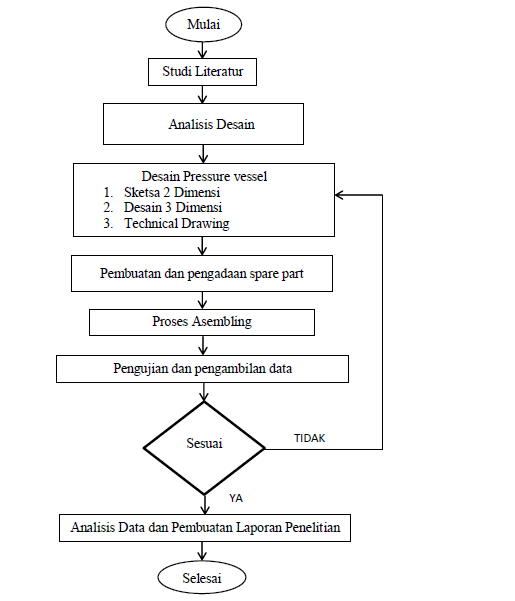 Mulai
Studi Literatur
Analisis Desain
Desain Pressure vessel
1. Sketsa 2 Dimensi
2. Desain 3 Dimensi
3. Technical Drawing
Pembuatan dan pengadaan spare part
Proses Asembling
Pengujian dan pengambilan data
Sesuai
TIDAK
YA
Analisis Data dan Pembuatan Laporan Penelitian
Selesai